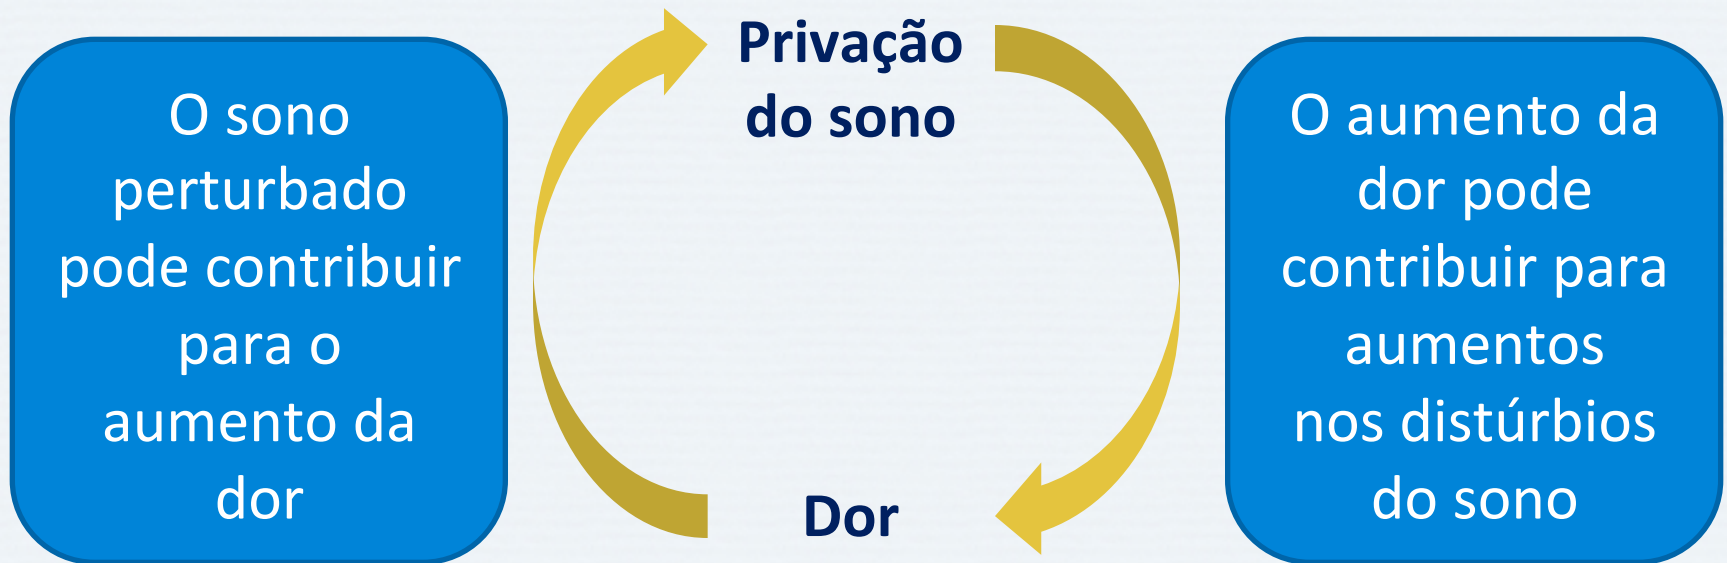 O sono
perturbado
pode contribuir
para o
aumento da
dor
Privação
do sono
Dor
O aumento da
dor pode
contribuir para
aumentos
nos distúrbios
do sono